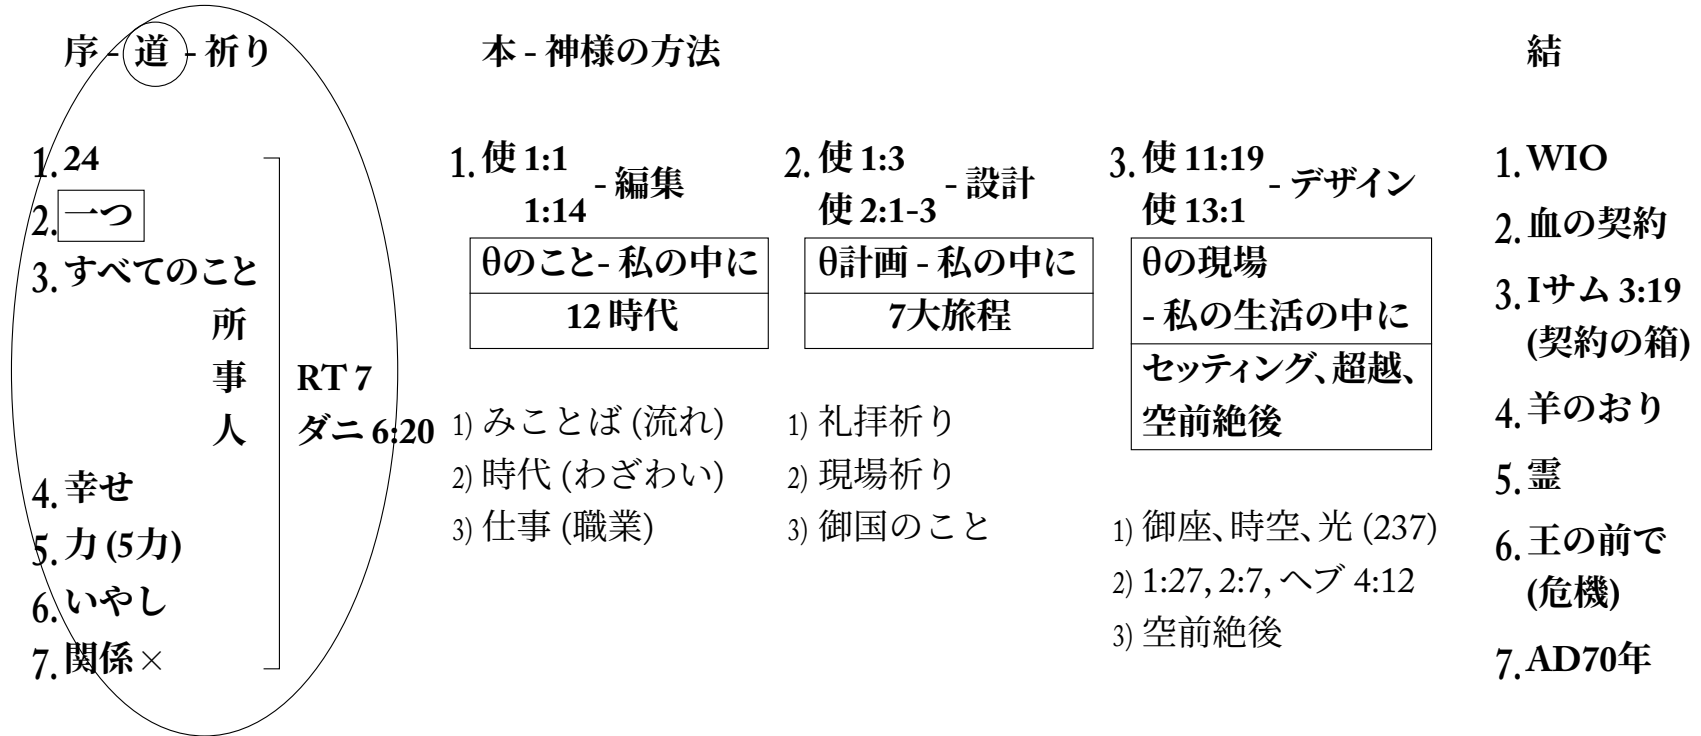 序 - 道 - 祈り
1. 24
2. 一つ
3. すべてのこと
所
事
人
RT 7
ダニ 6:20
4. 幸せ
5. 力 (5力)
6. いやし
7. 関係 ×
本 - 神様の方法
1. 使 1:1
1:14
- 編集
θのこと- 私の中に
12 時代
1) みことば (流れ)
2) 時代 (わざわい)
3) 仕事 (職業)
2. 使 1:3
使 2:1-3
- 設計
θ計画 - 私の中に
7大旅程
1) 礼拝祈り
2) 現場祈り
3) 御国のこと
3. 使 11:19
使 13:1
- デザイン
θの現場
- 私の生活の中に
セッティング、超越、
空前絶後
1) 御座、時空、光 (237)
2) 1:27, 2:7, ヘブ 4:12
3) 空前絶後
結
1. WIO
2. 血の契約
3. Iサム 3:19
(契約の箱)
4. 羊のおり
5. 霊
6. 王の前で
(危機)
7. AD70年